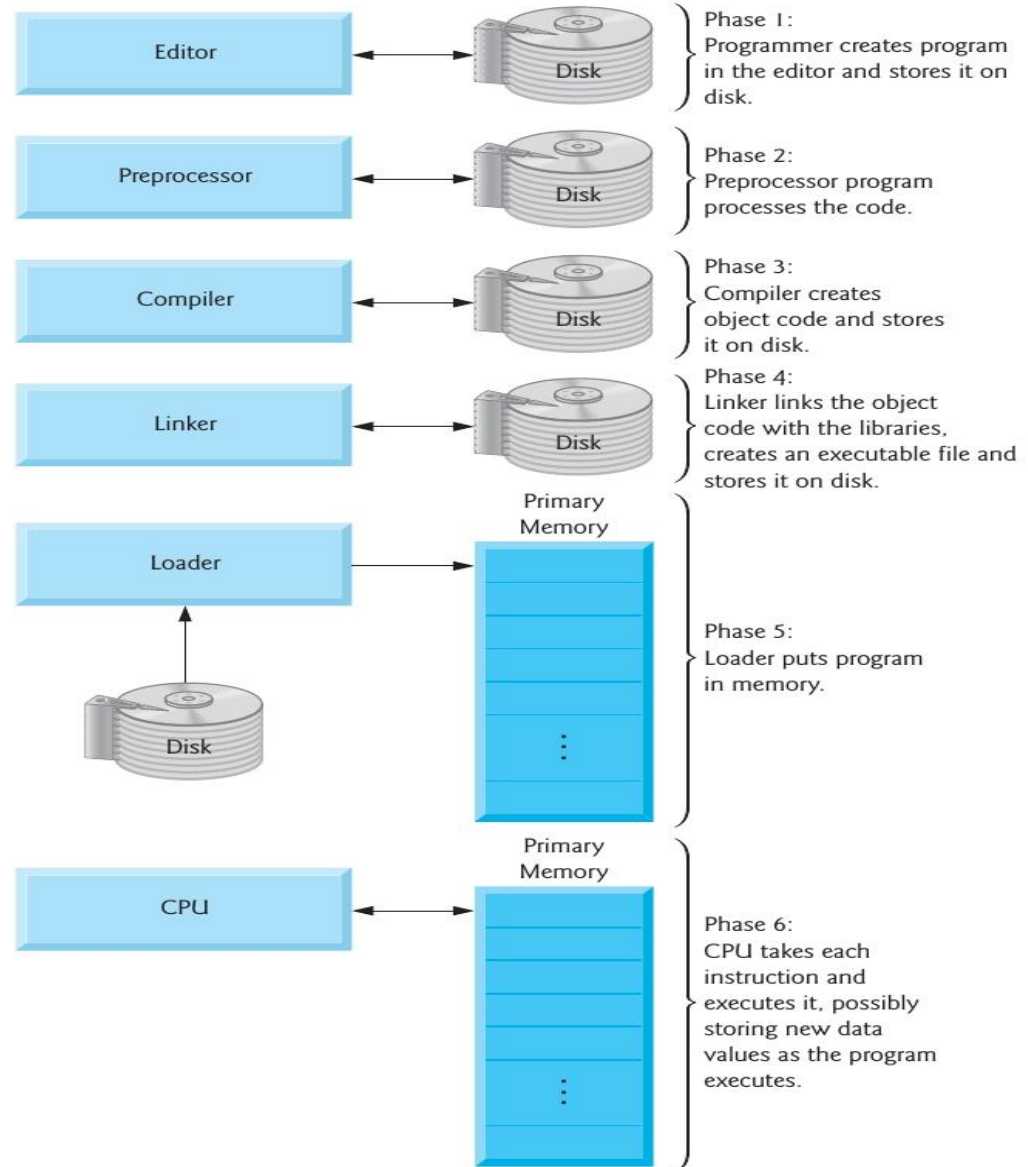 Editor
Disk
Phase 1:
Programmer creates program
in the editor and stores it on
disk.
Preprocessor
Disk
Phase 2:
Preprocessor program
processes the code.
Compiler
Disk
Phase 3:
Compiler creates
object code and stores
it on disk.
Linker
Disk
Phase 4:
Linker links the object
code with the libraries,
creates an executable file and
stores it on disk.
Loader
Disk
Primary
Memory
Phase 5:
Loader puts program
in memory.
CPU
Primary
Memory
Phase 6:
CPU takes each
instruction and
executes it, possibly
storing new data
values as the program
executes.